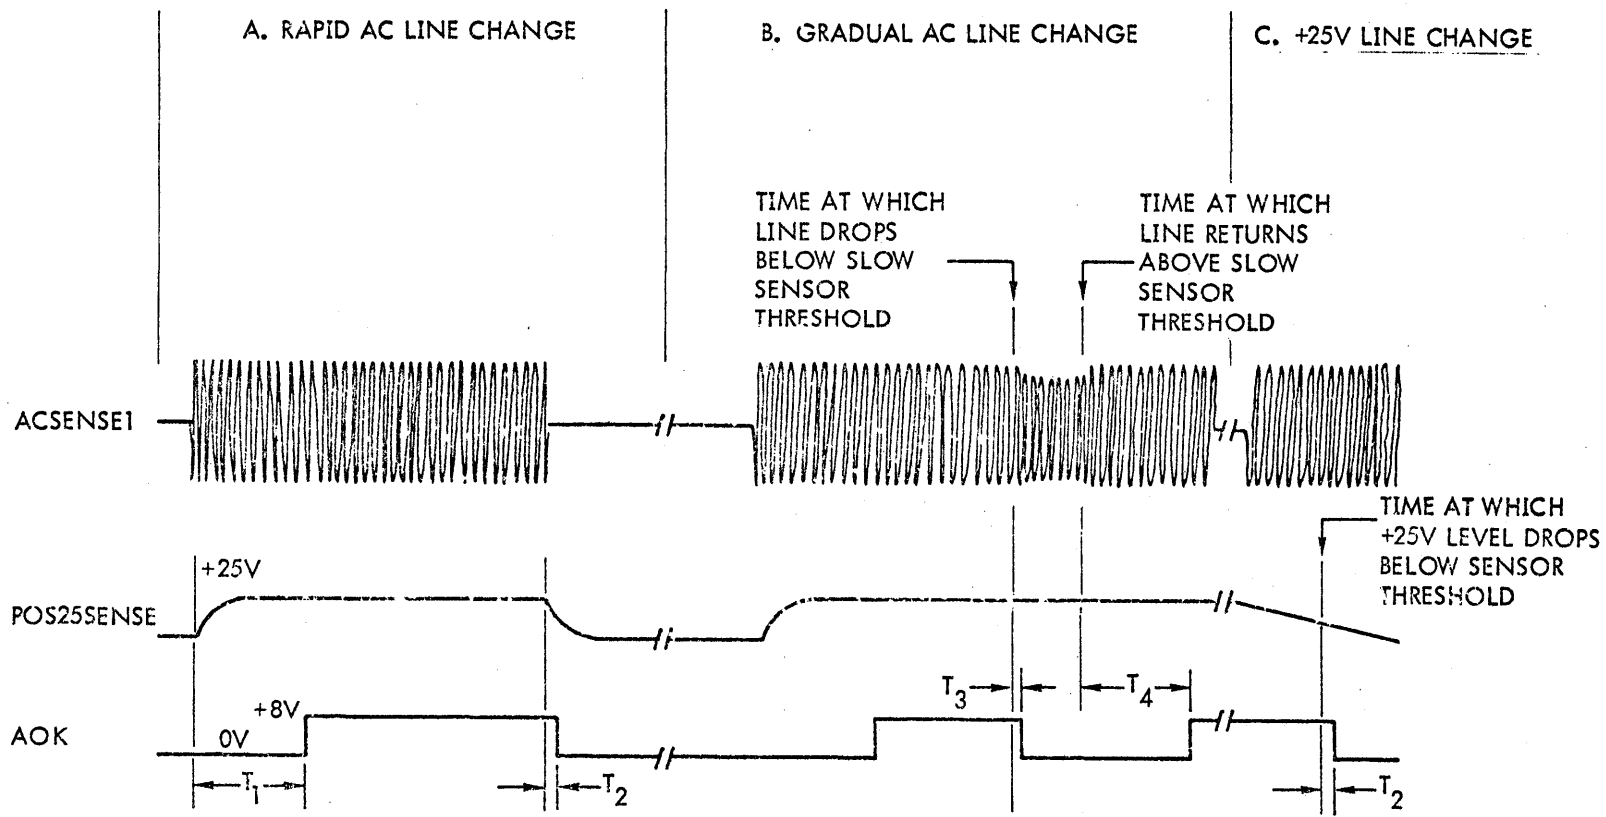 A. RAPID AC LINE CHANGE
B. GRADUAL AC LINE CHANGE
C. +25V LINE CHANGE
TIME AT WHICH
LINE DROPS
BELOW SLOW
SENSOR
THRESHOLD
TIME AT WHICH
LINE RETURNS
ABOVE SLOW
SENSOR
THRESHOLD
ACSENSE1
TIME AT WHICH
+25V LEVEL DROPS
BELOW SENSOR
THRESHOLD
+25V
POS25SENSE
T3
T4
+8V
AOK
0V
T1
T2
T2